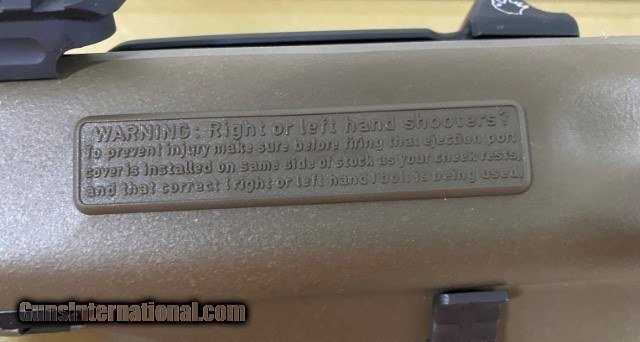 WARNING: Right or left hand shooters?
To prevent injury make sure before firing that ejection port
cover is installed on same side of stock as your cheek rests,
and that correct ( right or left hand ) bolt is being used.
GunsInternational.com